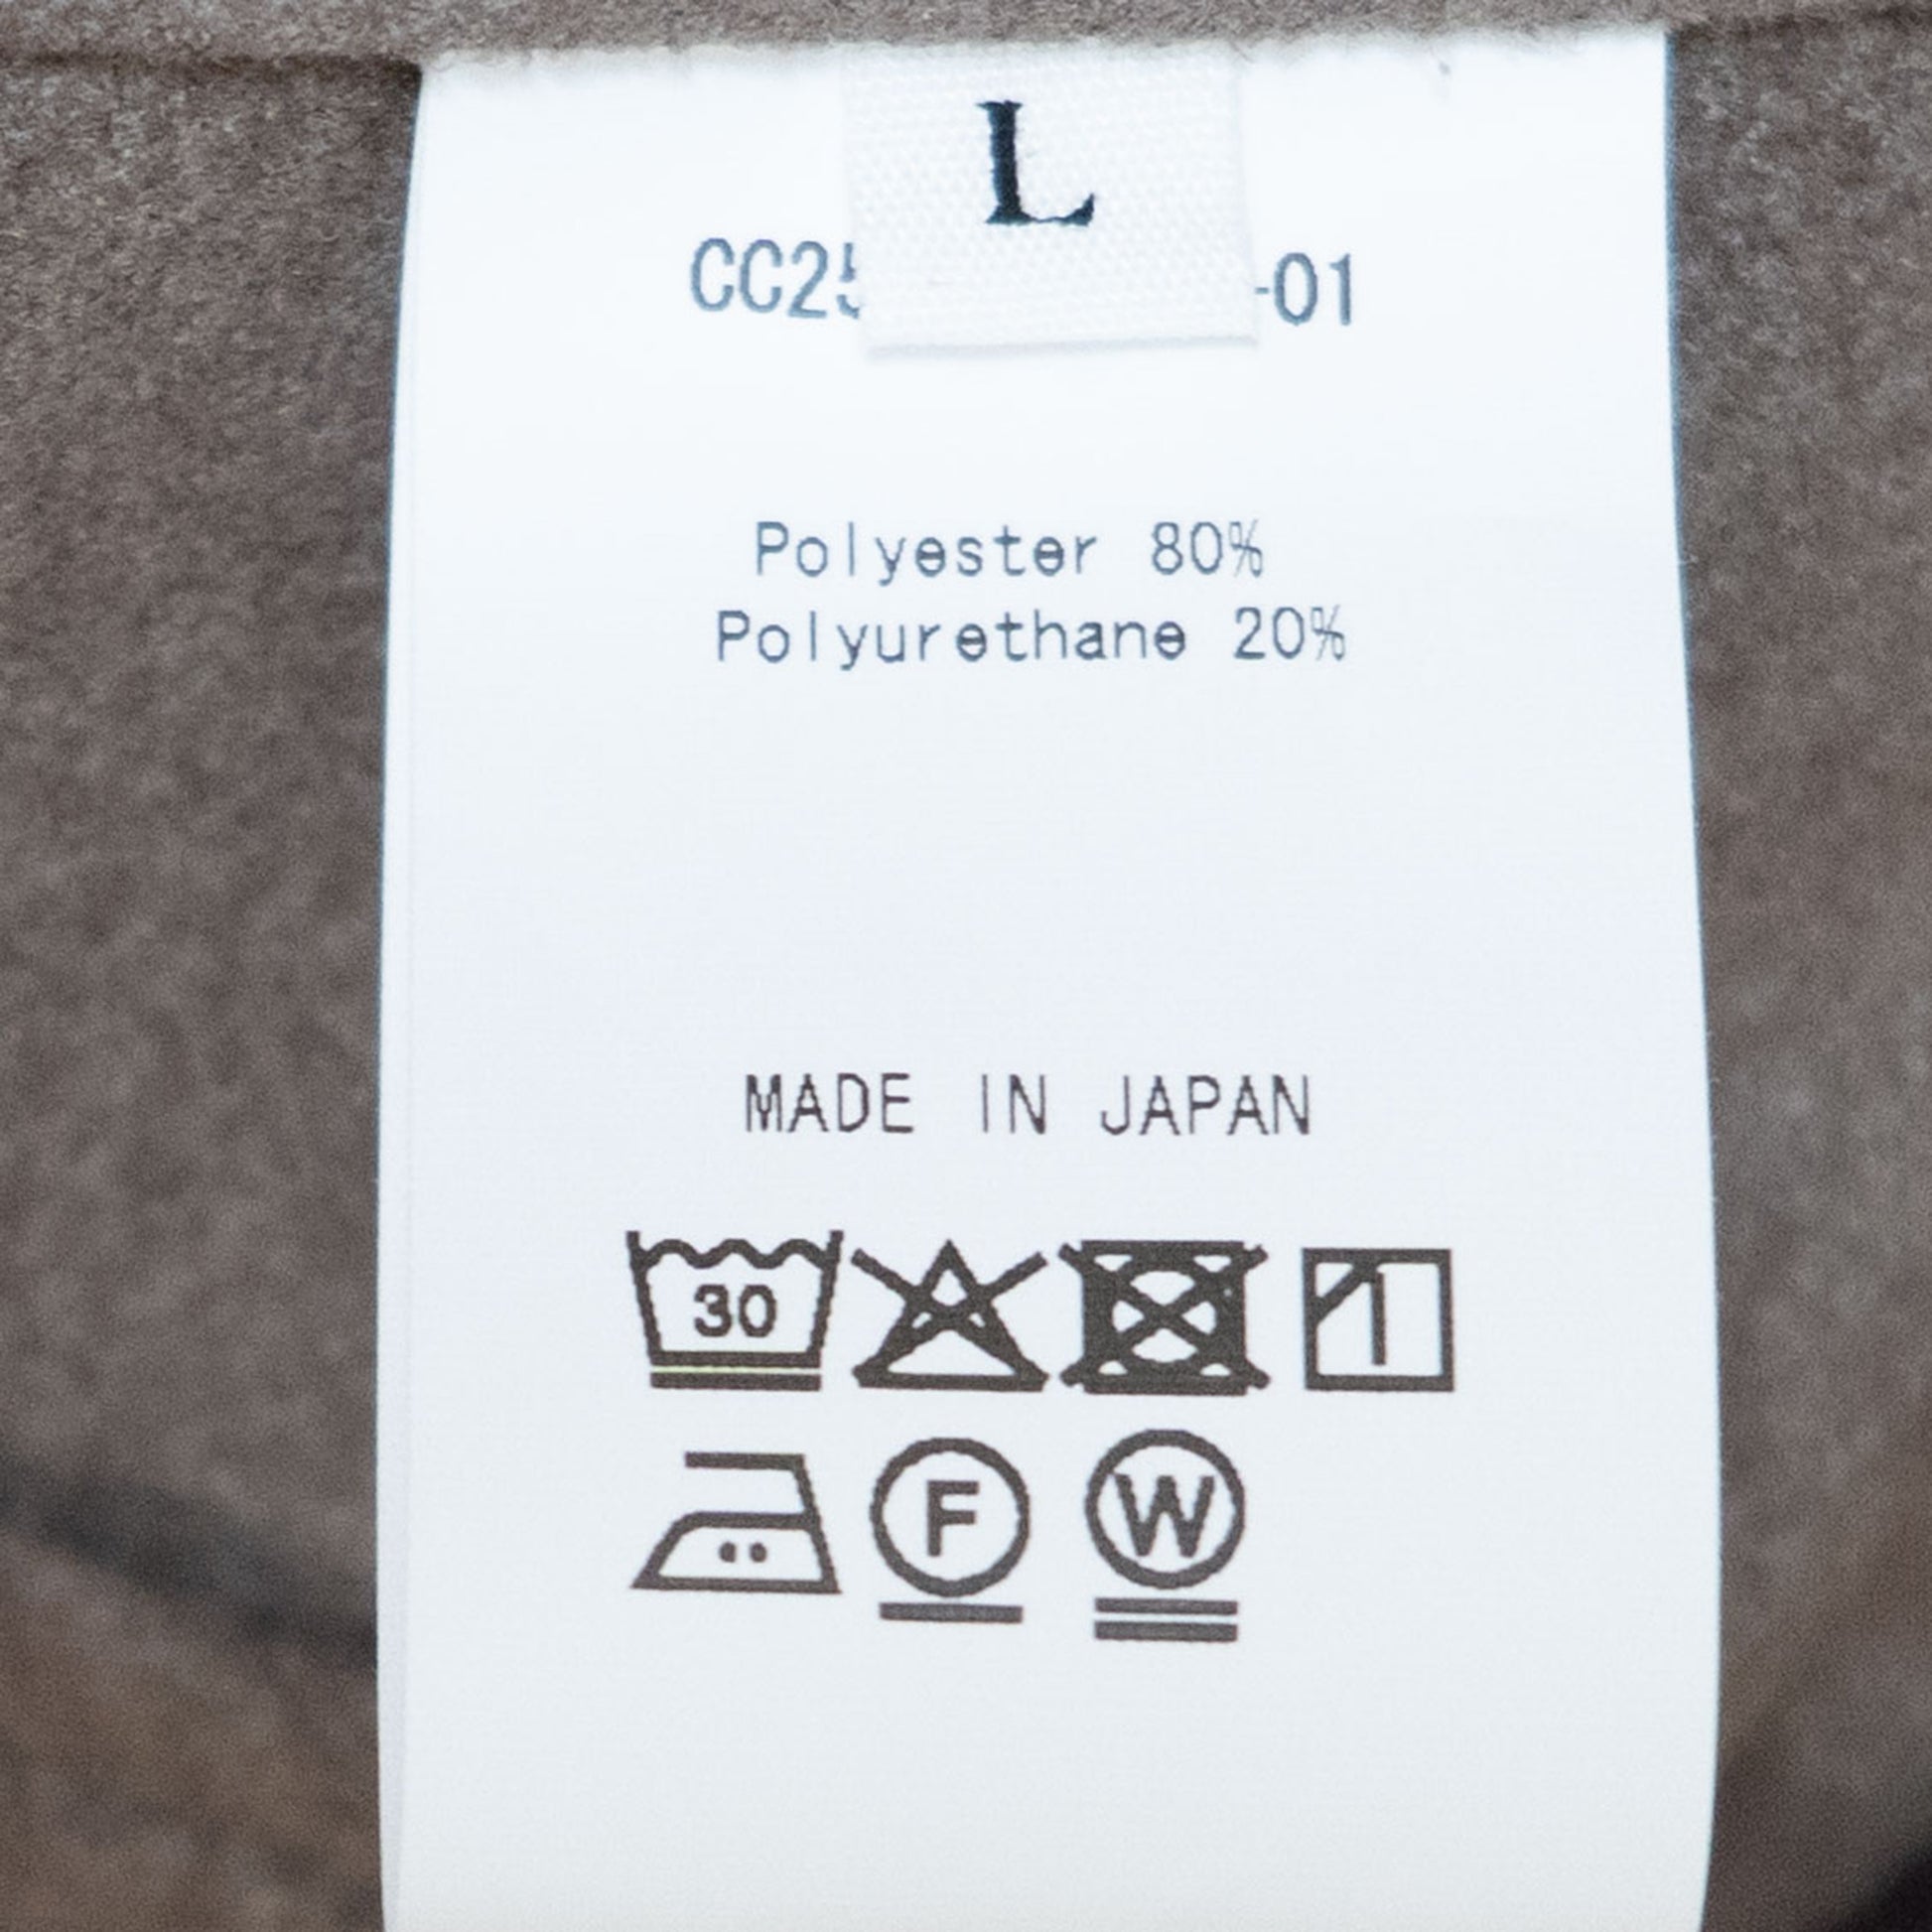 L
CC25 -01
Polyester 80%
Polyurethane 20%
MADE IN JAPAN
30
F W